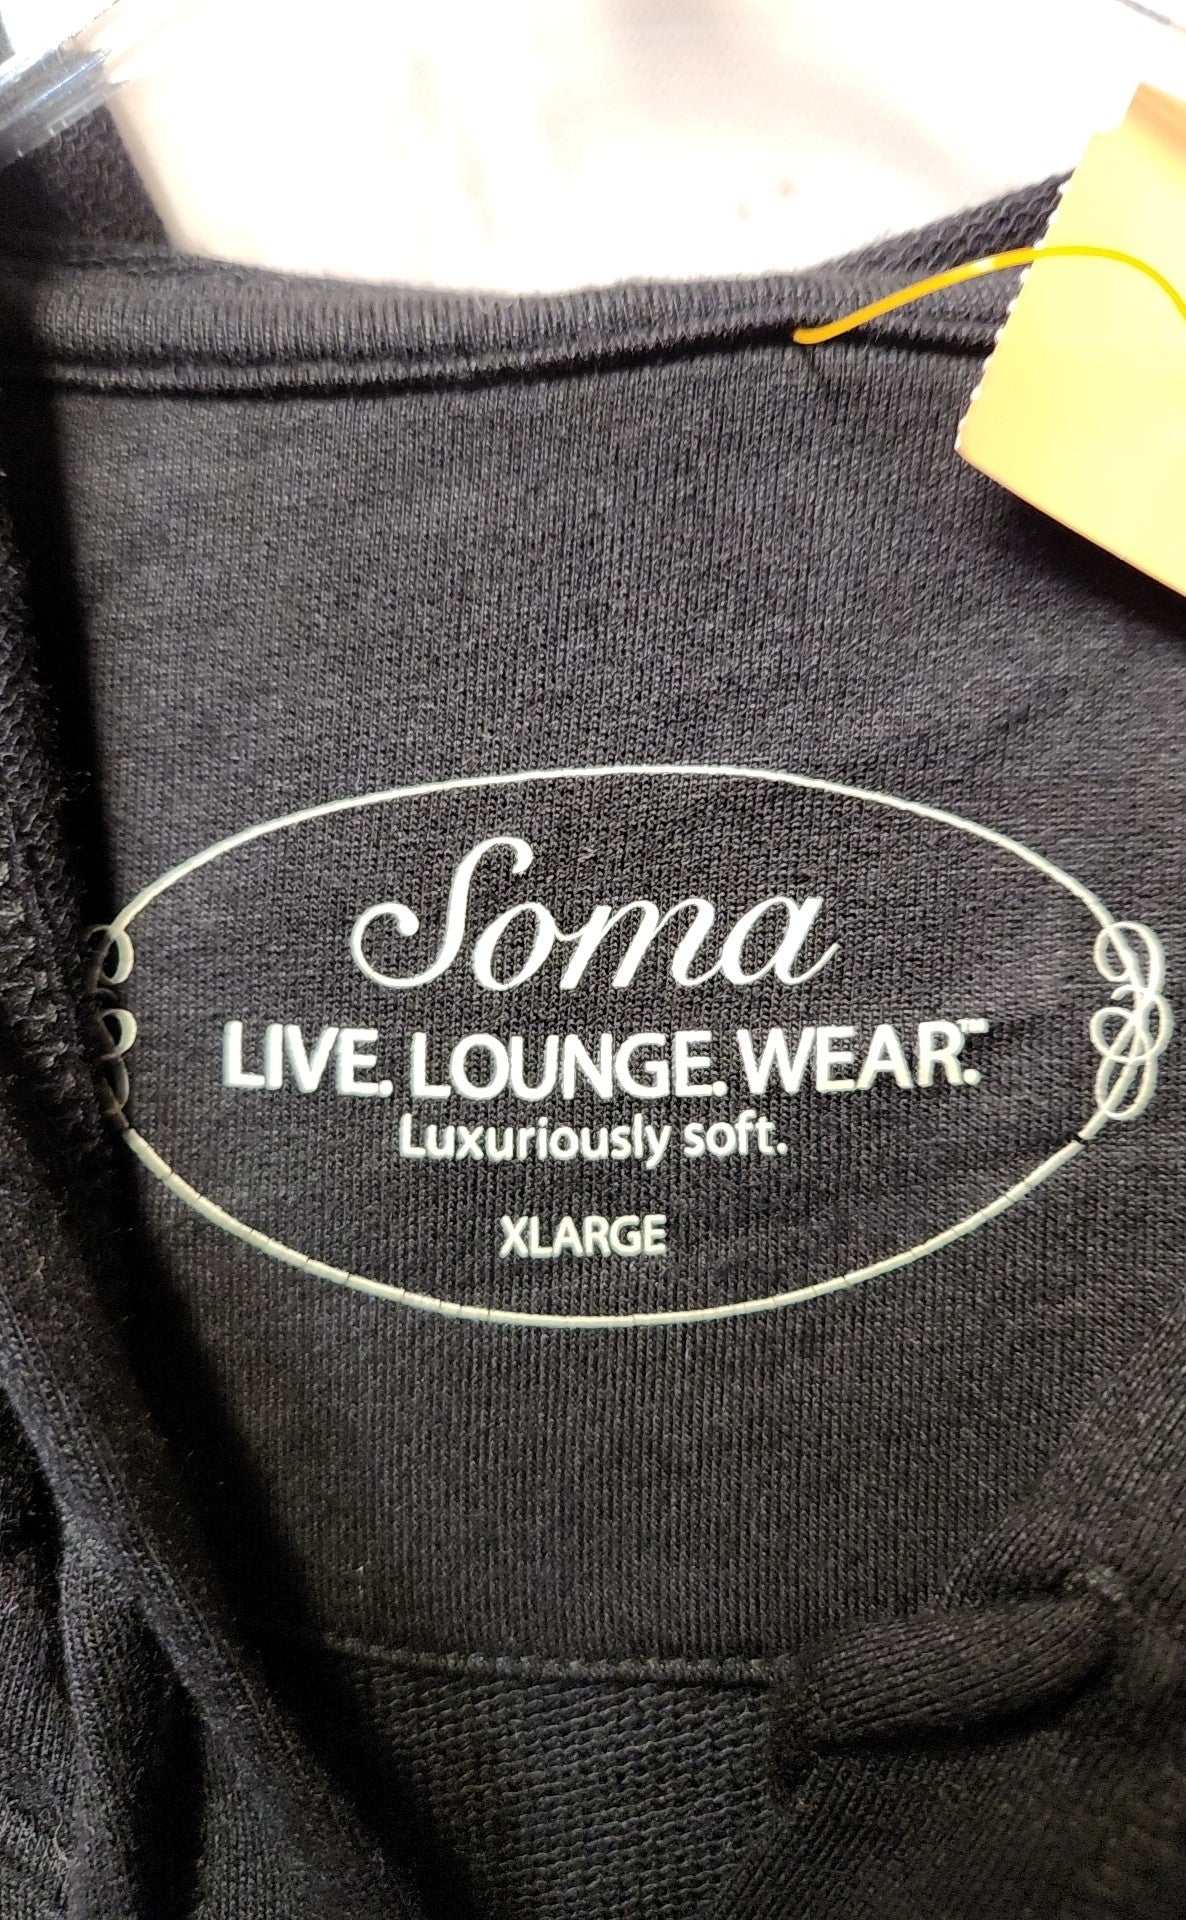 Soma
LIVE. LOUNGE. WEAR.™
Luxuriously soft.
XLARGE